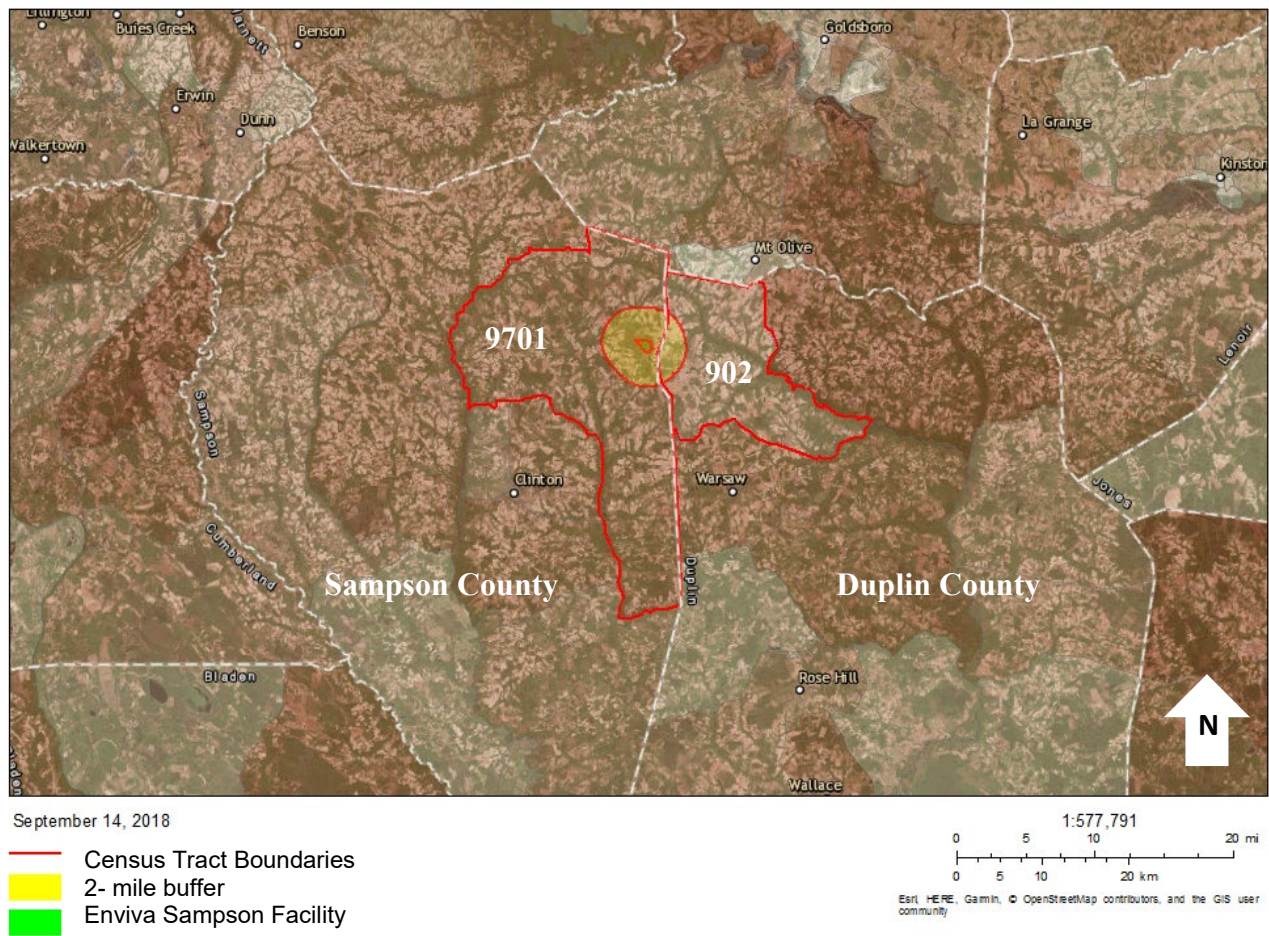 Lillington
Buies Creek
Harnett
Benson
Goldsboro
Erwin
Dunn
La Grange
Walkertown
Kinston
Mt Olive
9701
902
Lenoir
Sampson
Clinton
Warsaw
Jones
Cumberland
Sampson County
Duplin
Duplin County
Bladen
Rose Hill
N
Wallace
September 14, 2018
1:577,791
0 5 10 20 mi
0 5 10 20 km
Census Tract Boundaries
2- mile buffer
Enviva Sampson Facility
Esri, HERE, Garmin, © OpenStreetMap contributors, and the GIS user
community